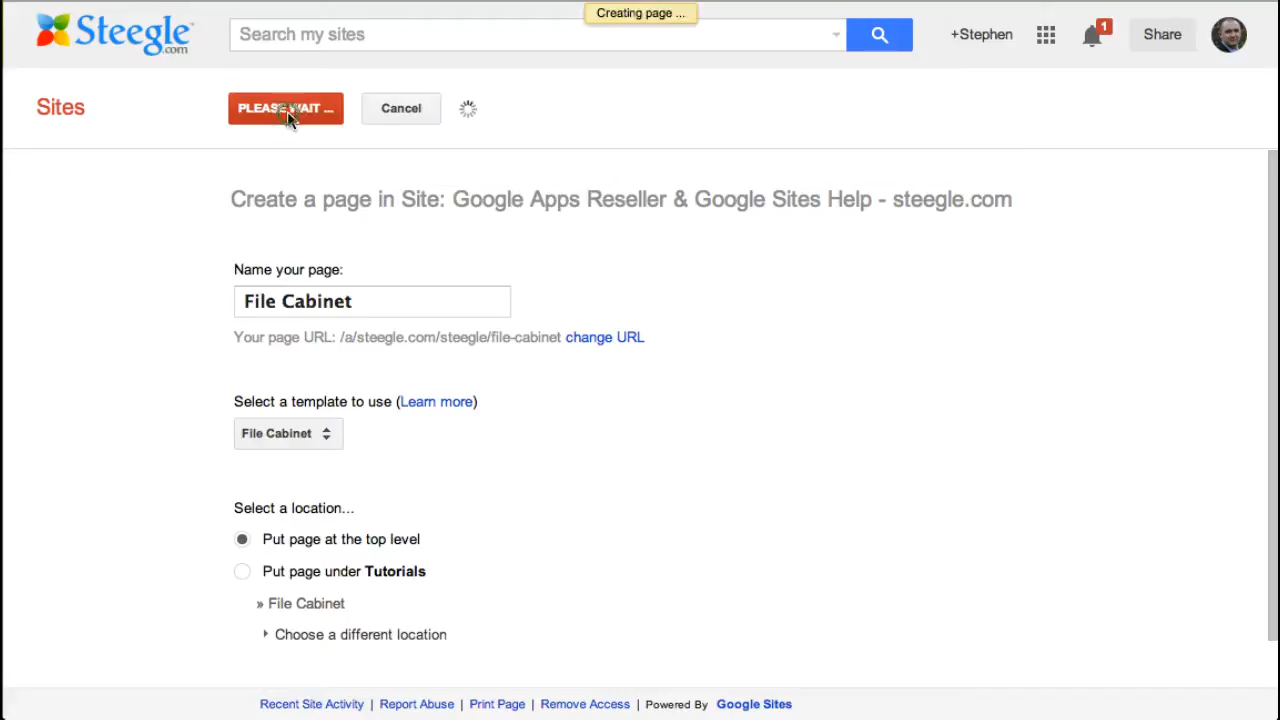 Creating page ...
Steegle
.com
Search my sites
+Stephen
1
Share
Sites
PLEASE WAIT ...
Cancel
Create a page in Site: Google Apps Reseller & Google Sites Help - steegle.com
Name your page:
File Cabinet
Your page URL: /a/steegle.com/steegle/file-cabinet change URL
Select a template to use (Learn more)
File Cabinet
Select a location...
Put page at the top level
Put page under Tutorials
» File Cabinet
Choose a different location
Recent Site Activity | Report Abuse | Print Page | Remove Access | Powered By Google Sites